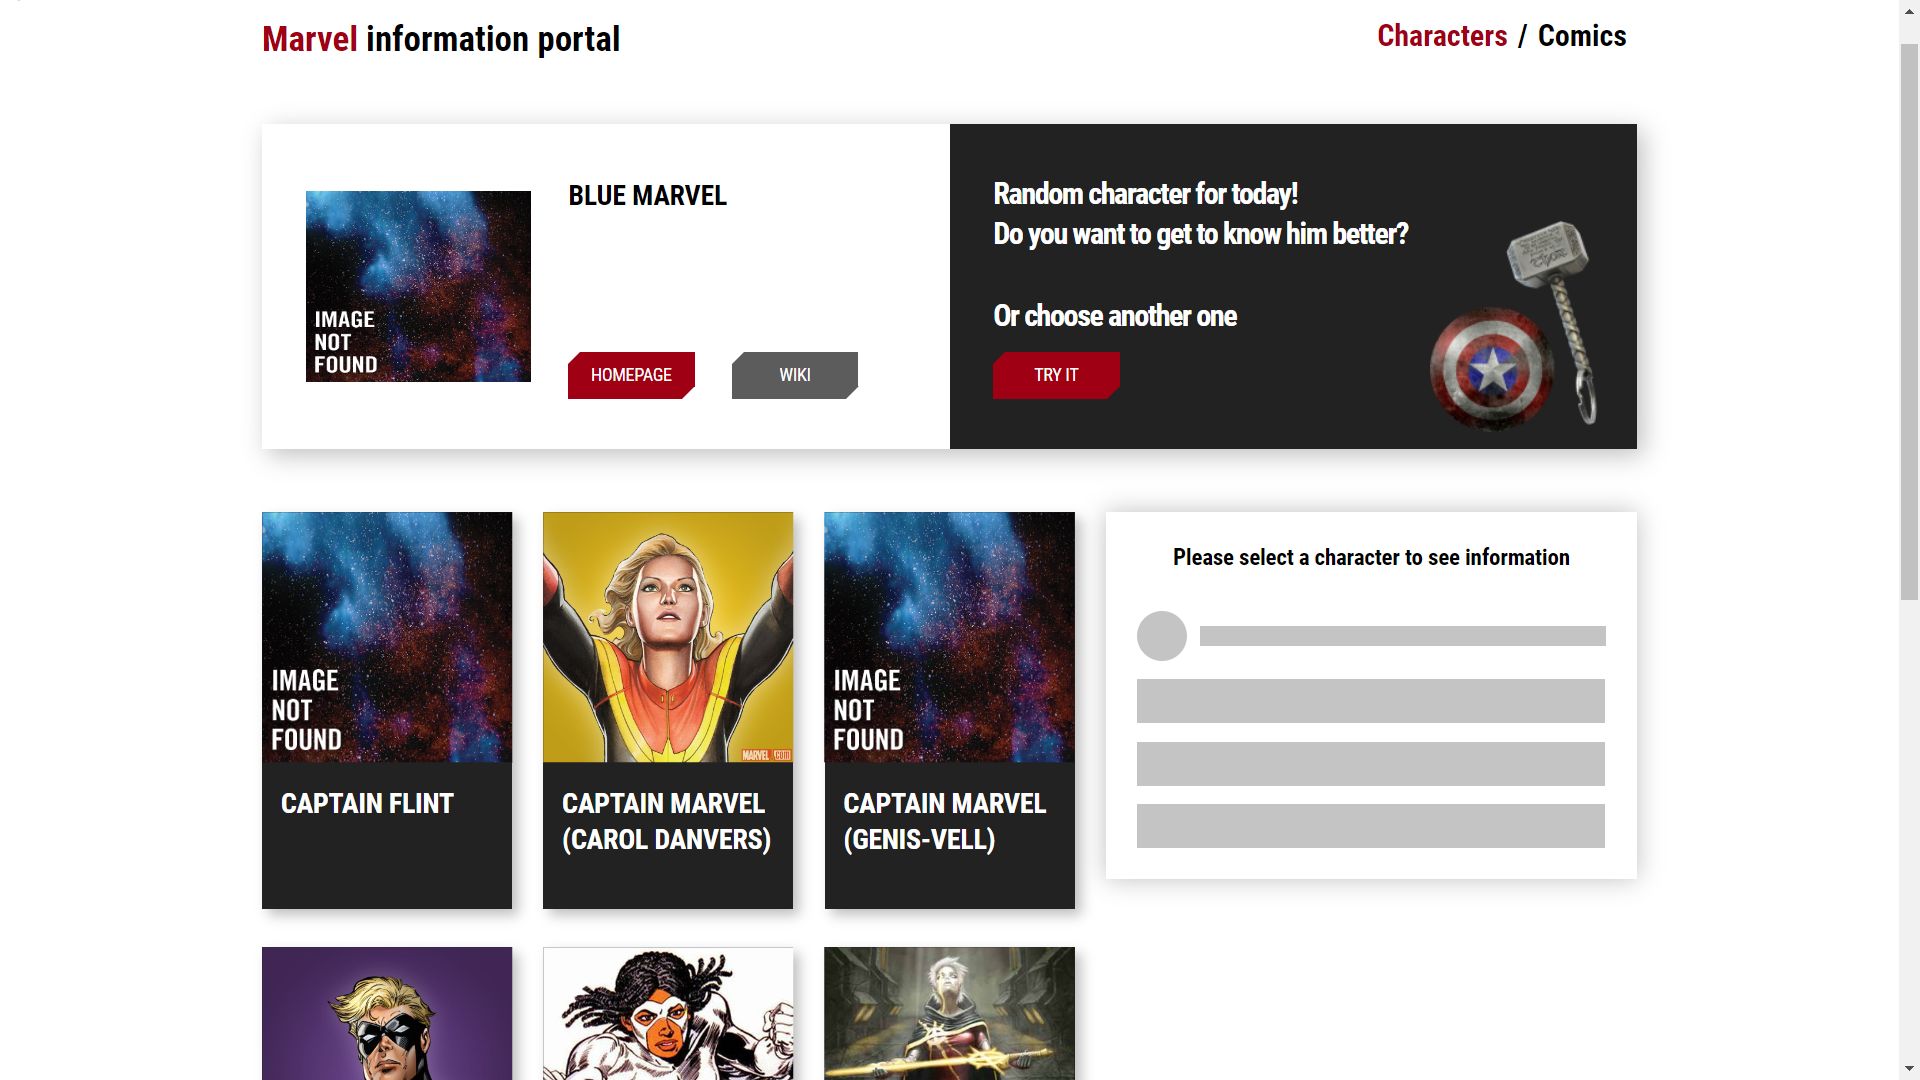 Marvel information portal
Characters / Comics
BLUE MARVEL
IMAGE
NOT
FOUND
HOMEPAGE
WIKI
Random character for today!
Do you want to get to know him better?
Or choose another one
TRY IT
IMAGE
NOT
FOUND
CAPTAIN FLINT
MARVEL.COM
CAPTAIN MARVEL
(CAROL DANVERS)
IMAGE
NOT
FOUND
CAPTAIN MARVEL
(GENIS-VELL)
Please select a character to see information